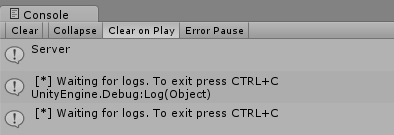 Console
Clear Collapse Clear on Play Error Pause
Server
[*] Waiting for logs. To exit press CTRL+C
UnityEngine.Debug:Log(Object)
[*] Waiting for logs. To exit press CTRL+C